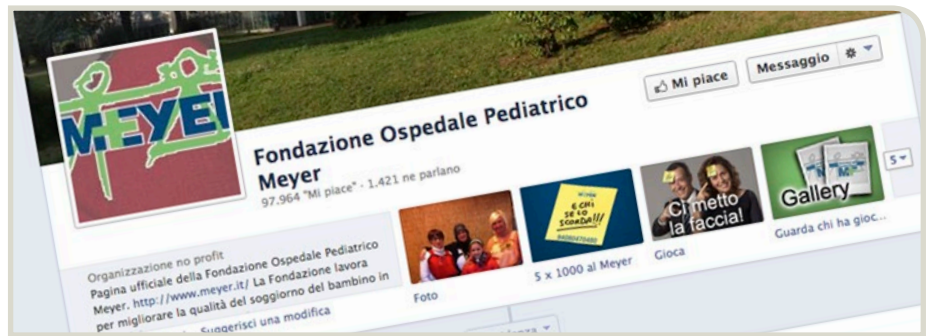 MEYE
Mi piace
Messaggio
Fondazione Ospedale Pediatrico
Meyer
97.964 "Mi piace" · 1.421 ne parlano
Organizzazione no profit
Pagina ufficiale della Fondazione Ospedale Pediatrico
Meyer. http://www.meyer.it/ La Fondazione lavora
per migliorare la qualità del soggiorno del bambino in
Suggerisci una modifica
Foto
E CHI
SE LO
SCORDA!!!
94080470480
5 x 1000 al Meyer
Ci metto
la faccia!
Gioca
Gallery
Guarda chi ha gioc...
5